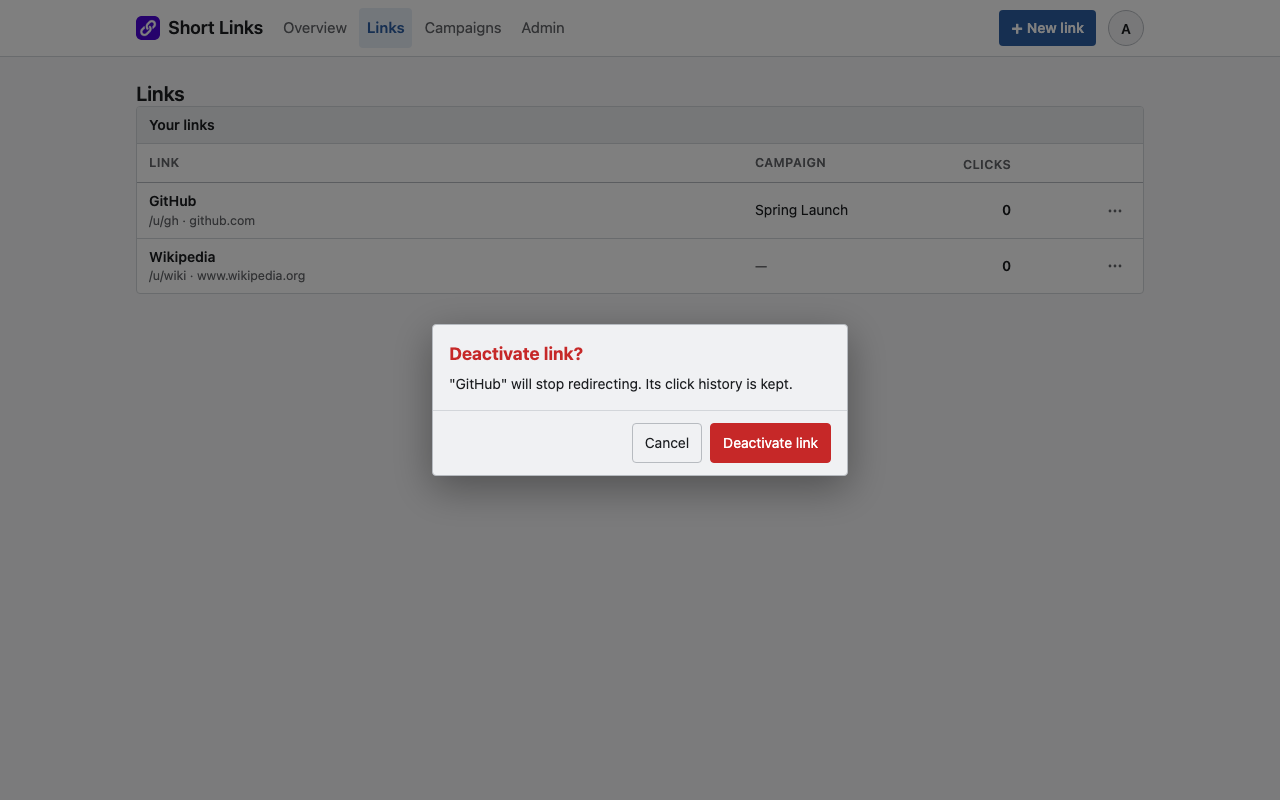 Short Links Overview Links Campaigns Admin + New link A
Links
Your links
LINK CAMPAIGN CLICKS
GitHub
/u/gh · github.com
Spring Launch 0 ···
Wikipedia
/u/wiki · www.wikipedia.org
— 0 ···
Deactivate link?
"GitHub" will stop redirecting. Its click history is kept.
Cancel Deactivate link